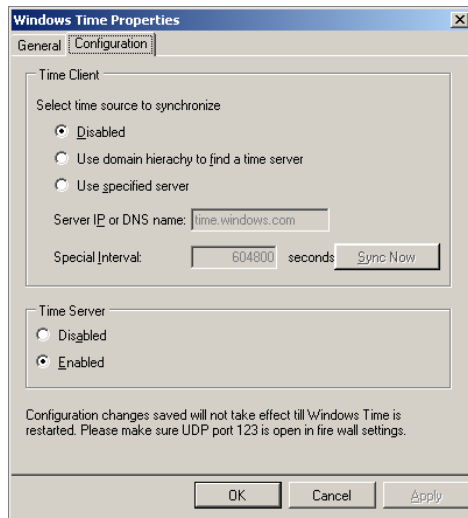 Windows Time Properties
General Configuration
Time Client
Select time source to synchronize
Disabled
Use domain hierachy to find a time server
Use specified server
Server IP or DNS name: time.windows.com
Special Interval: 604800 seconds Sync Now
Time Server
Disabled
Enabled
Configuration changes saved will not take effect till Windows Time is
restarted. Please make sure UDP port 123 is open in fire wall settings.
OK Cancel Apply